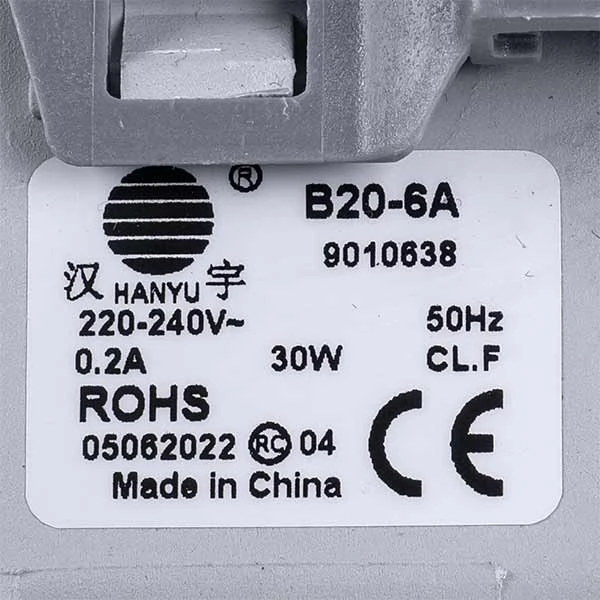 ®
B20-6A
9010638
汉 HANYU 宇
220-240V~ 50Hz
0.2A 30W CL.F
ROHS
05062022 RC 04
Made in China
CE